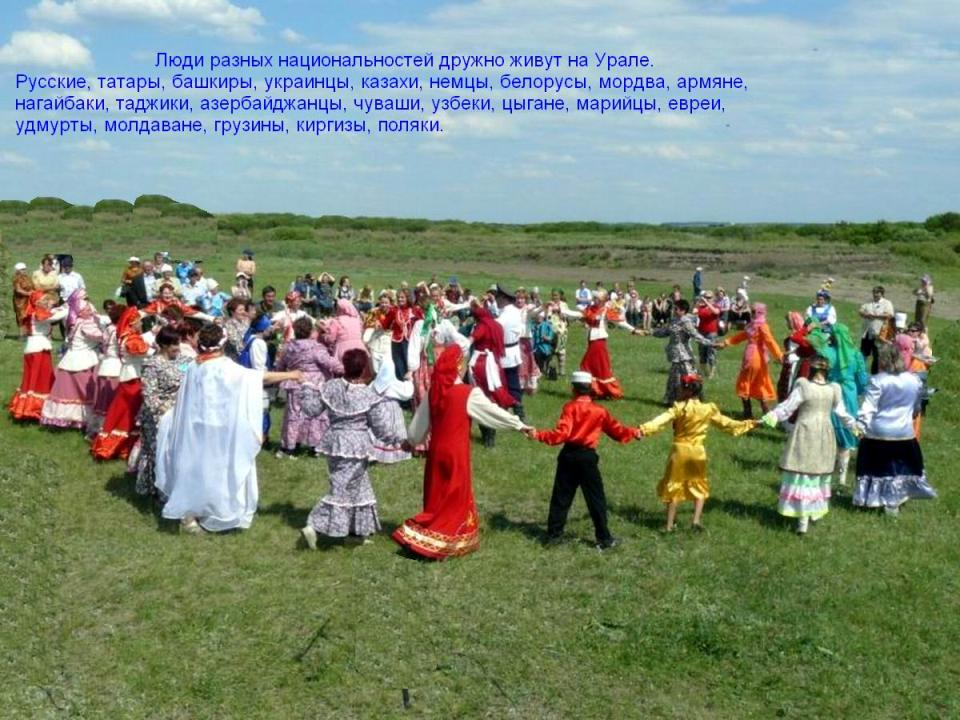 Люди разных национальностей дружно живут на Урале.
Русские, татары, башкиры, украинцы, казахи, немцы, белорусы, мордва, армяне,
нагайбаки, таджики, азербайджанцы, чуваши, узбеки, цыгане, марийцы, евреи,
удмурты, молдаване, грузины, киргизы, поляки.